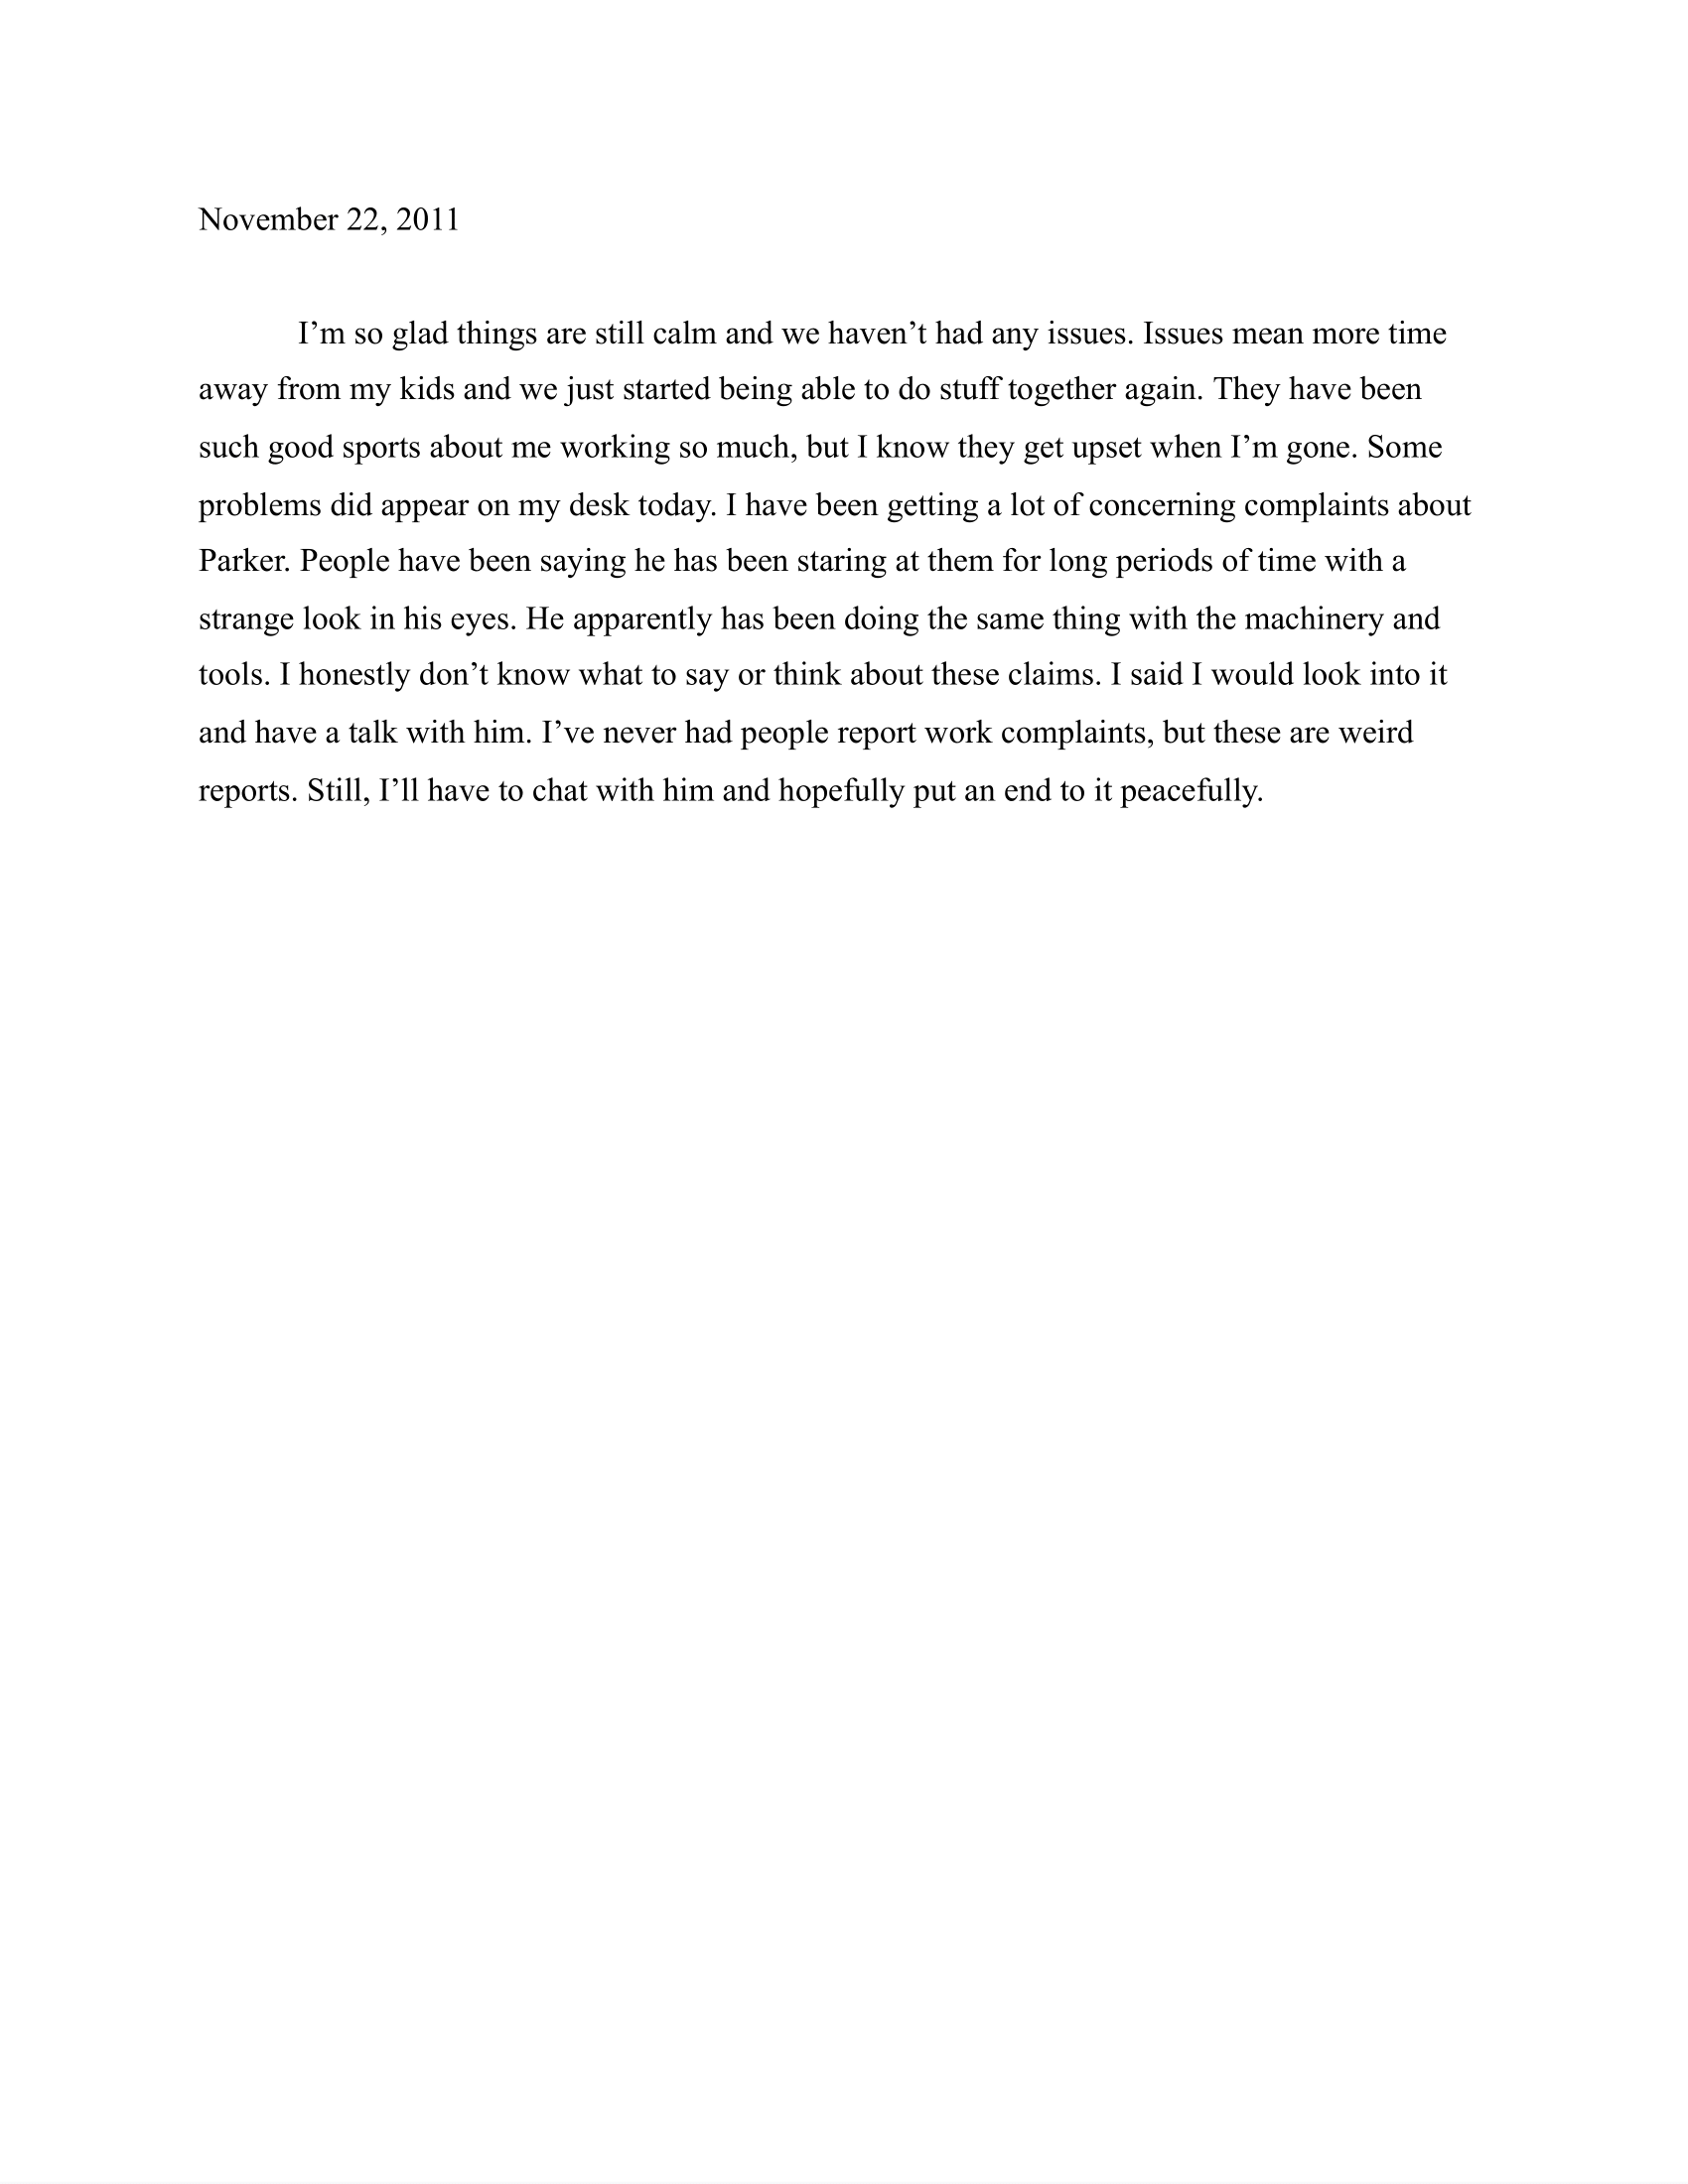 November 22, 2011
I’m so glad things are still calm and we haven’t had any issues. Issues mean more time
away from my kids and we just started being able to do stuff together again. They have been
such good sports about me working so much, but I know they get upset when I’m gone. Some
problems did appear on my desk today. I have been getting a lot of concerning complaints about
Parker. People have been saying he has been staring at them for long periods of time with a
strange look in his eyes. He apparently has been doing the same thing with the machinery and
tools. I honestly don’t know what to say or think about these claims. I said I would look into it
and have a talk with him. I’ve never had people report work complaints, but these are weird
reports. Still, I’ll have to chat with him and hopefully put an end to it peacefully.